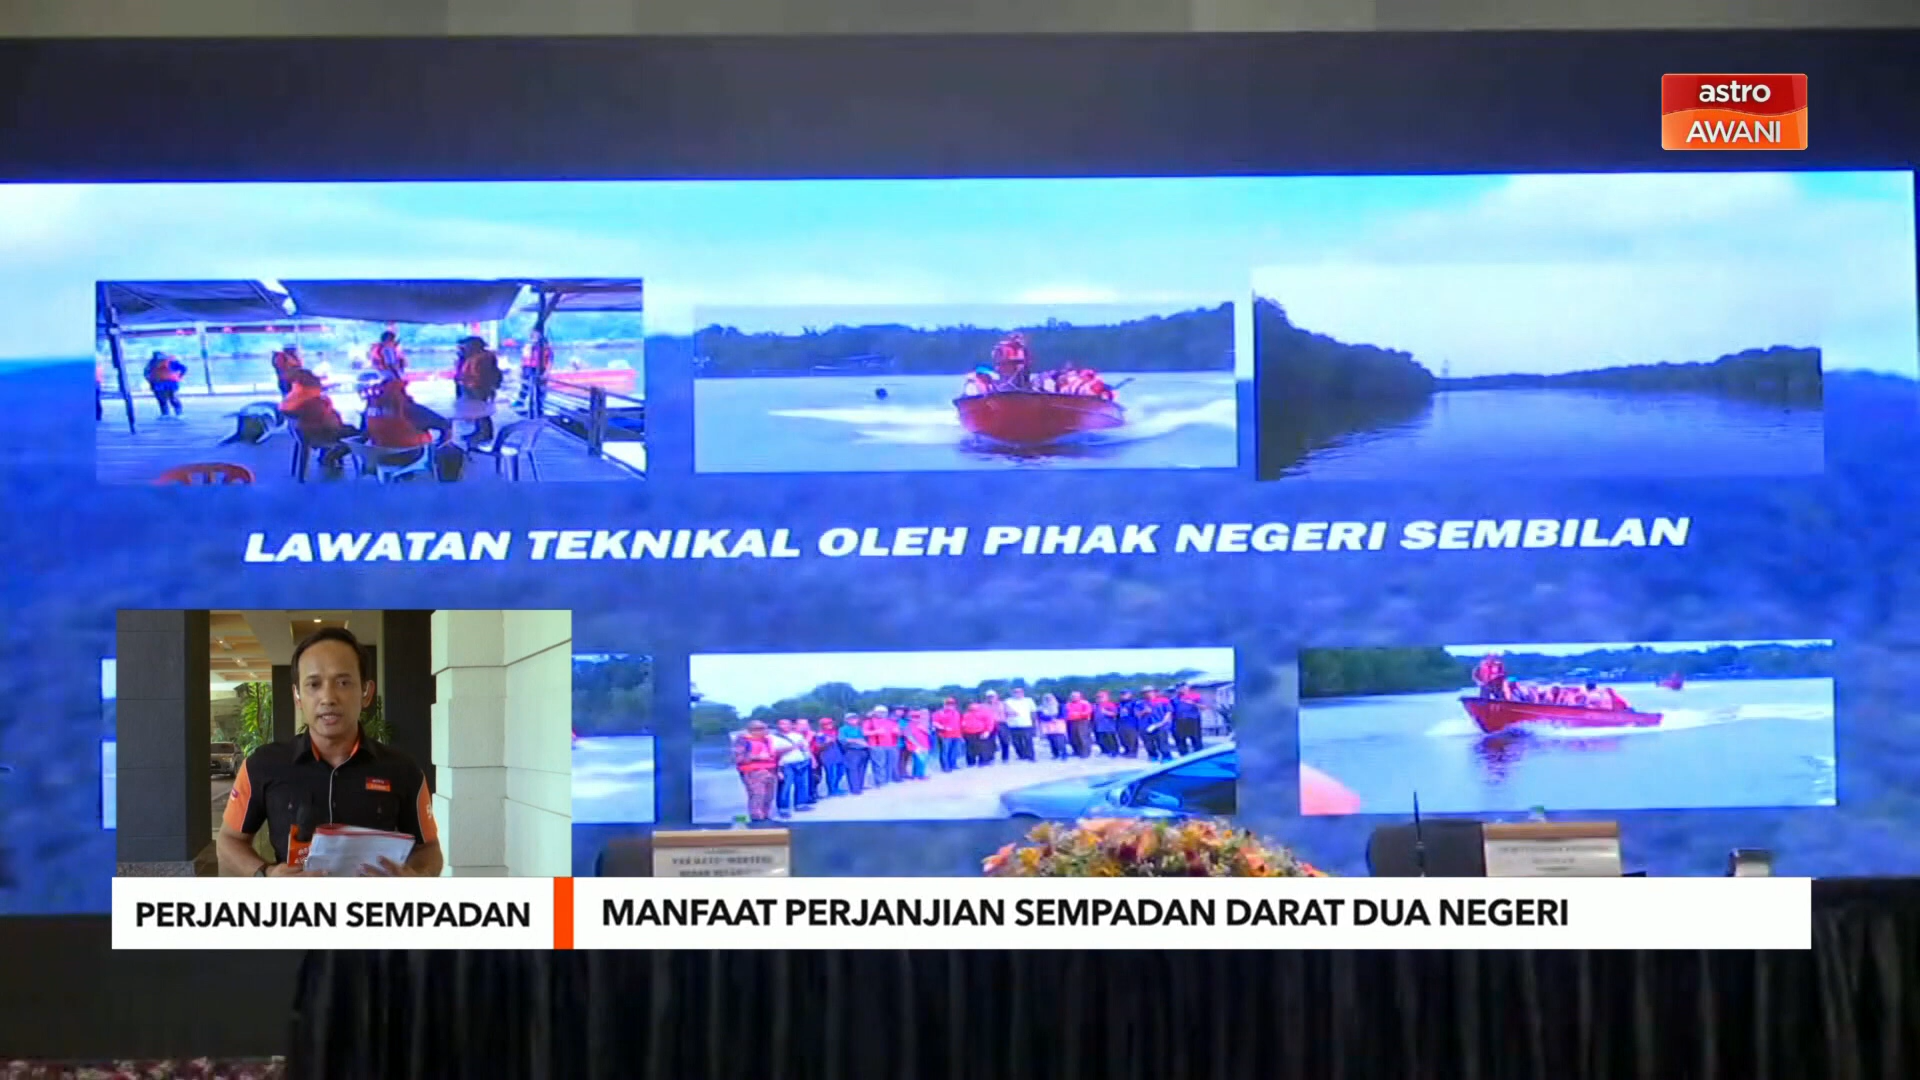 astro
AWANI
LAWATAN TEKNIKAL OLEH PIHAK NEGERI SEMBILAN
PERJANJIAN SEMPADAN
MANFAAT PERJANJIAN SEMPADAN DARAT DUA NEGERI